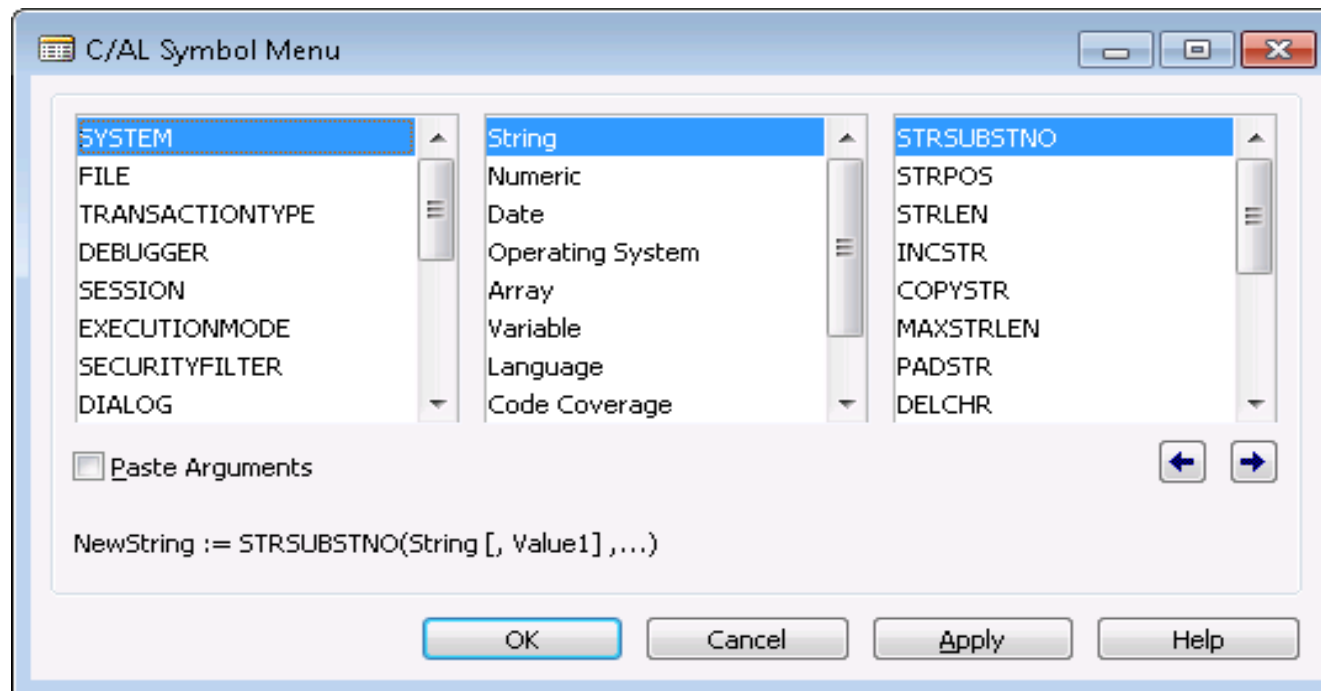 C/AL Symbol Menu
SYSTEM
FILE
TRANSACTIONTYPE
DEBUGGER
SESSION
EXECUTIONMODE
SECURITYFILTER
DIALOG
String
Numeric
Date
Operating System
Array
Variable
Language
Code Coverage
STRSUBSTNO
STRPOS
STRLEN
INCSTR
COPYSTR
MAXSTRLEN
PADSTR
DELCHR
Paste Arguments
NewString := STRSUBSTNO(String [, Value1] ,...)
OK Cancel Apply Help